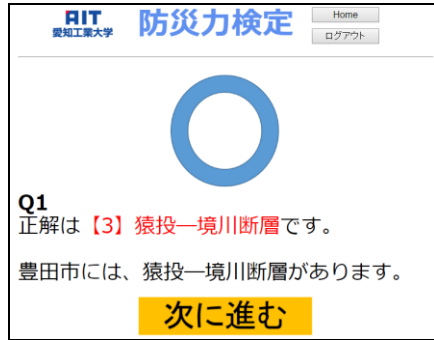 AIT
愛知工業大学
防災力検定
Home
ログアウト
Q1
正解は【3】猿投―境川断層です。
豊田市には、猿投―境川断層があります。
次に進む